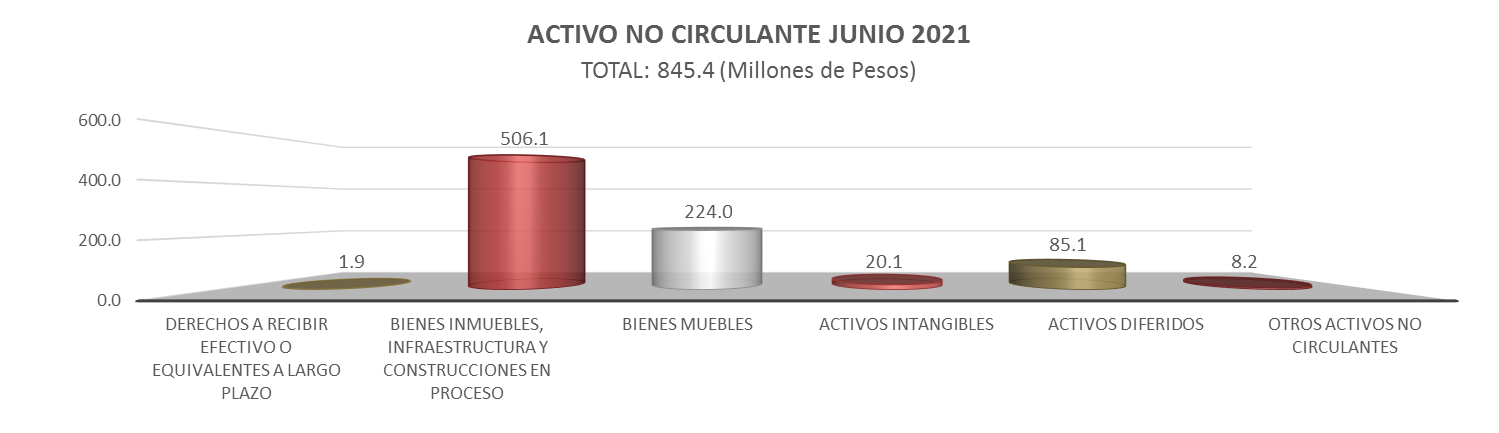 ACTIVO NO CIRCULANTE JUNIO 2021
TOTAL: 845.4 (Millones de Pesos)
600.0
400.0
200.0
0.0
1.9
506.1
224.0
20.1
85.1
8.2
DERECHOS A RECIBIR
EFECTIVO O
EQUIVALENTES A LARGO
PLAZO
BIENES INMUEBLES,
INFRAESTRUCTURA Y
CONSTRUCCIONES EN
PROCESO
BIENES MUEBLES
ACTIVOS INTANGIBLES
ACTIVOS DIFERIDOS
OTROS ACTIVOS NO
CIRCULANTES